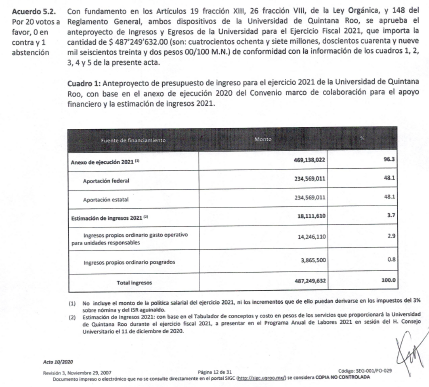 Acuerdo 5.2. Con fundamento en los Artículos 19 fracción XIII, 26 fracción VIII, de la Ley Orgánica, y 148 del
Por 20 votos a Reglamento General, ambos dispositivos de la Universidad de Quintana Roo, se aprueba el
favor, 0 en anteproyecto de Ingresos y Egresos de la Universidad para el Ejercicio Fiscal 2021, que importa la
contra y 1 cantidad de $ 487'249'632.00 (son: cuatrocientos ochenta y siete millones, doscientos cuarenta y nueve
abstención mil seiscientos treinta y dos pesos 00/100 M.N.) de conformidad con la información de los cuadros 1, 2,
3, 4 y 5 de la presente acta.
Cuadro 1: Anteproyecto de presupuesto de ingreso para el ejercicio 2021 de la Universidad de Quintana
Roo, con base en el anexo de ejecución 2020 del Convenio marco de colaboración para el apoyo
financiero y la estimación de ingresos 2021.
Fuente de financiamiento Monto %
Anexo de ejecución 2021 (1) 469,138,022 96.3
Aportación federal 234,569,011 48.1
Aportación estatal 234,569,011 48.1
Estimación de ingresos 2021 (2) 18,111,610 3.7
Ingresos propios ordinario gasto operativo
para unidades responsables 14,246,110 2.9
Ingresos propios ordinario posgrados 3,865,500 0.8
Total ingresos 487,249,632 100.0
(1) No incluye el monto de la política salarial del ejercicio 2021, ni los incrementos que de ello puedan derivarse en los impuestos del 3%
sobre nómina y del ISR aguinaldo.
(2) Estimación de ingresos 2021: con base en el Tabulador de conceptos y costo en pesos de los servicios que proporcionará la Universidad
de Quintana Roo durante el ejercicio fiscal 2021, a presentar en el Programa Anual de Labores 2021 en sesión del H. Consejo
Universitario el 11 de diciembre de 2020.
Acta 10/2020
Revisión 3, Noviembre 29, 2007 Página 12 de 31 Código: SEG-001/FO-029
Documento impreso o electrónico que no se consulte directamente en el portal SIGC (http://sigc.uqroo.mx/) se considera COPIA NO CONTROLADA